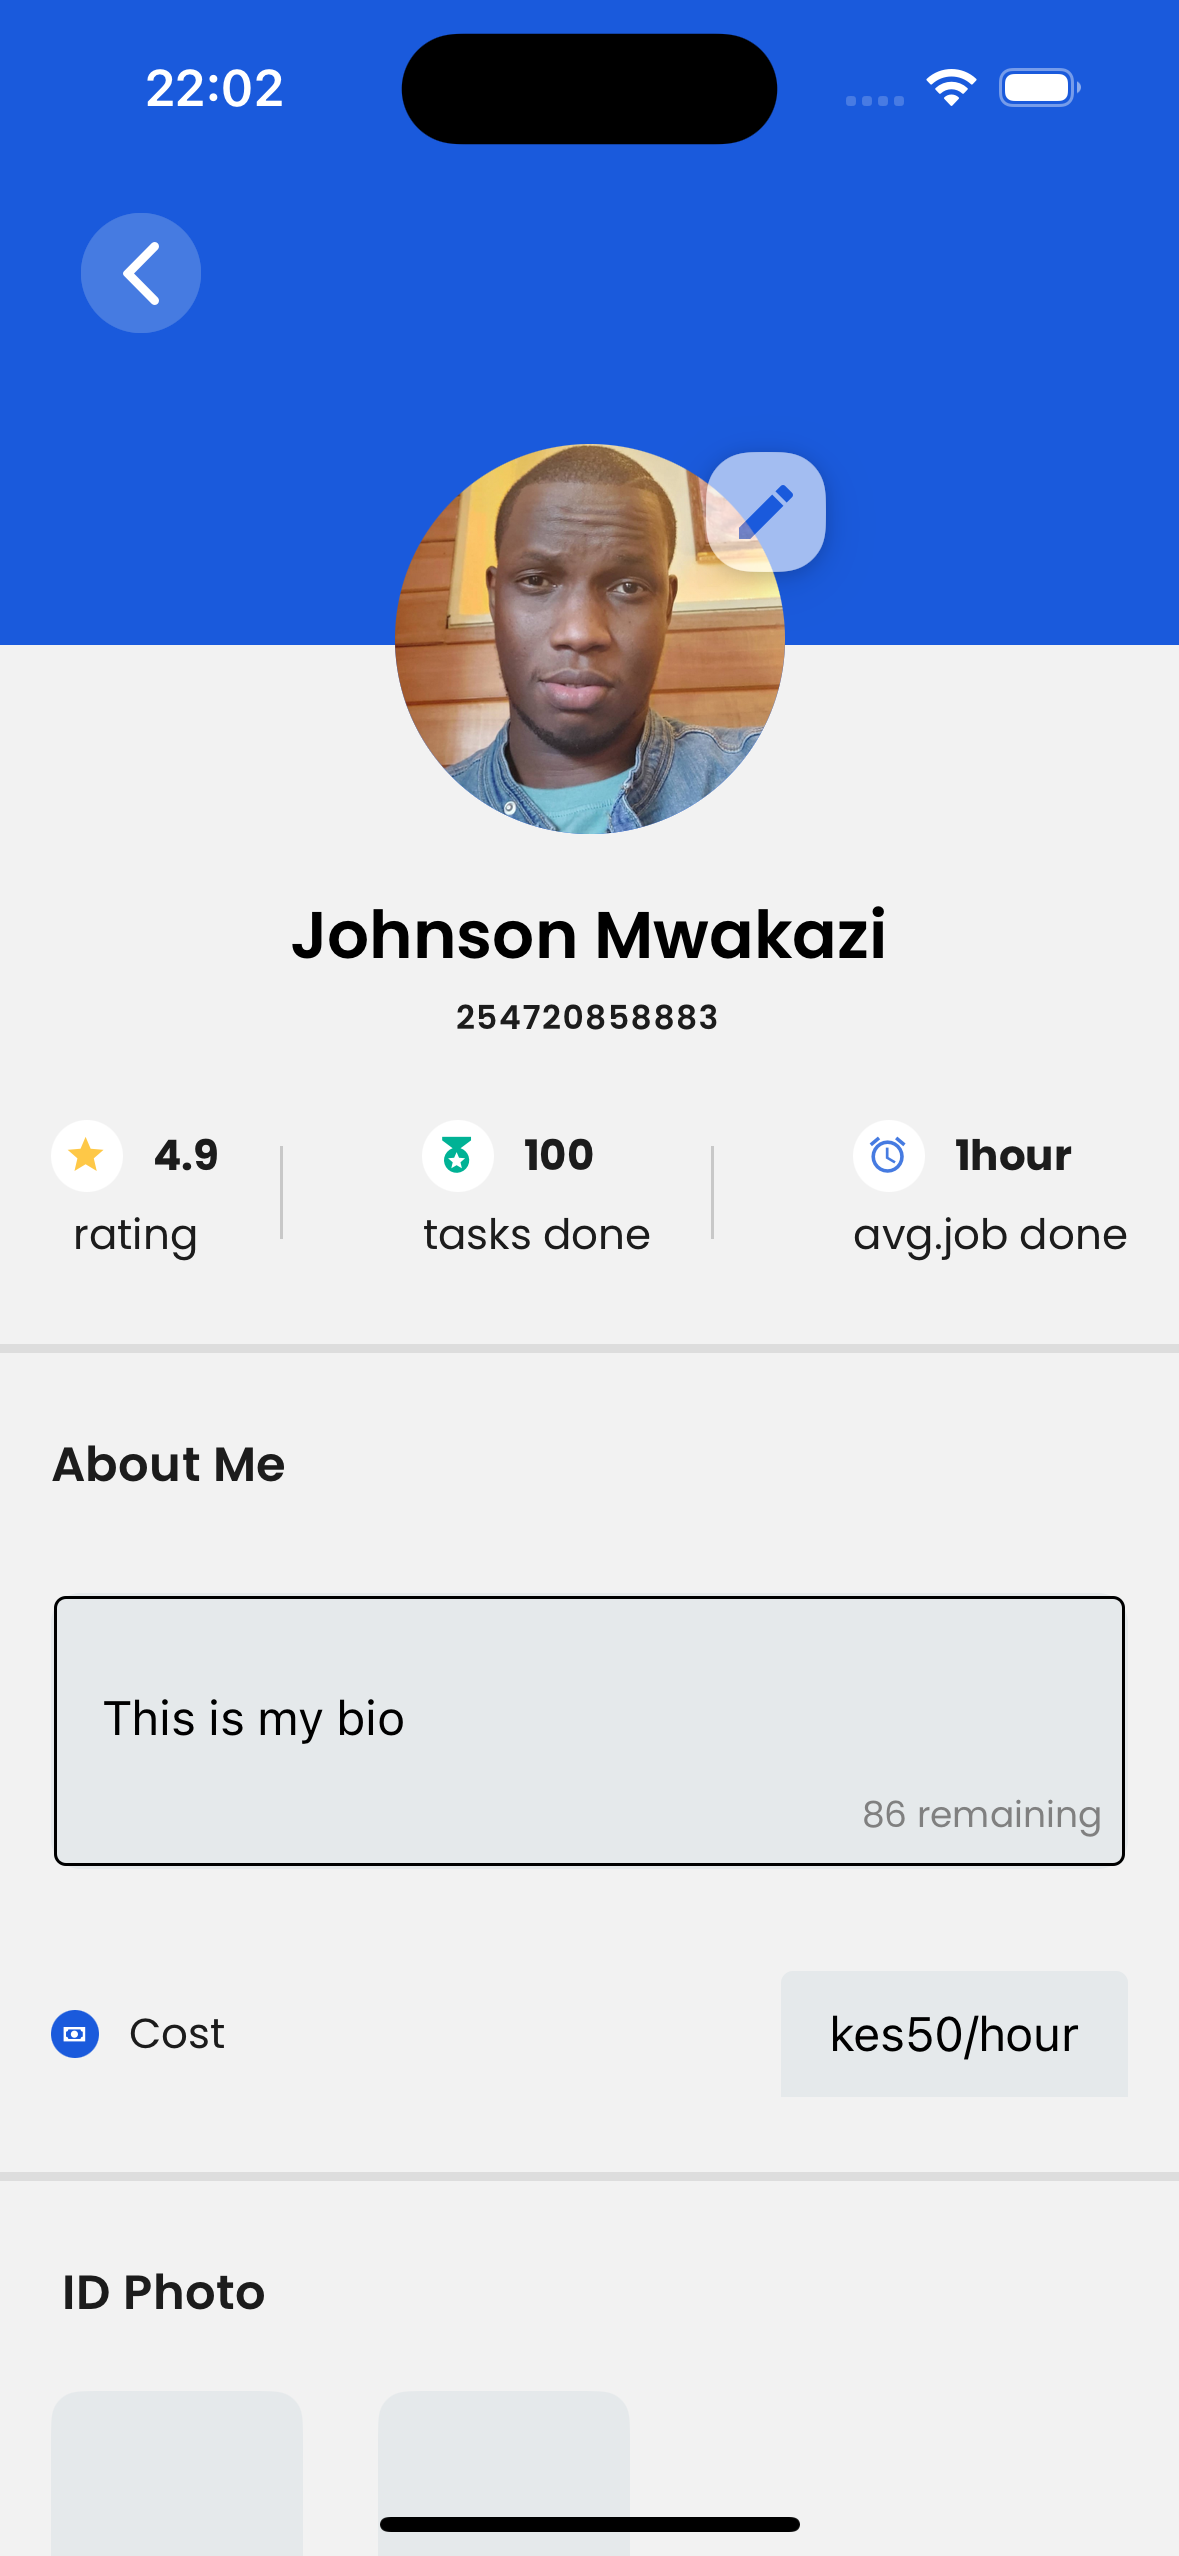 22:02
Johnson Mwakazi
254720858883
4.9
100
1hour
rating
tasks done
avg.job done
About Me
This is my bio
86 remaining
Cost
kes50/hour
ID Photo